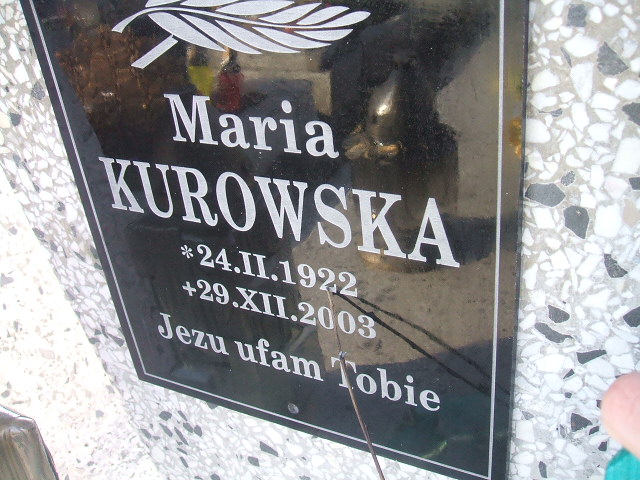 Maria
KUROWSKA
*24.II.1922
+29.XII.2003
Jezu ufam Tobie